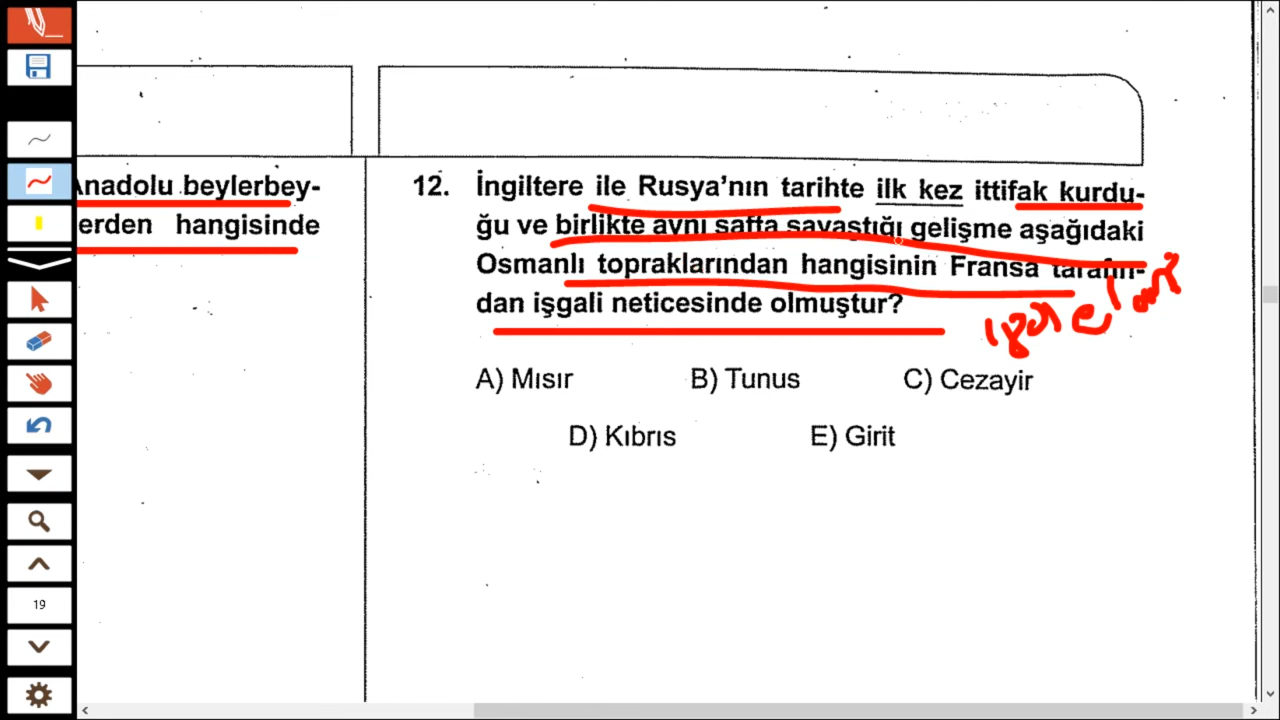 Anadolu beylerbey-
erden hangisinde
12. İngiltere ile Rusya'nın tarihte ilk kez ittifak kurdu-
ğu ve birlikte aynı safta savaştığı gelişme aşağıdaki
Osmanlı topraklarından hangisinin Fransa tarafın-
dan işgali neticesinde olmuştur?
A) Mısır B) Tunus C) Cezayir
D) Kıbrıs E) Girit
19